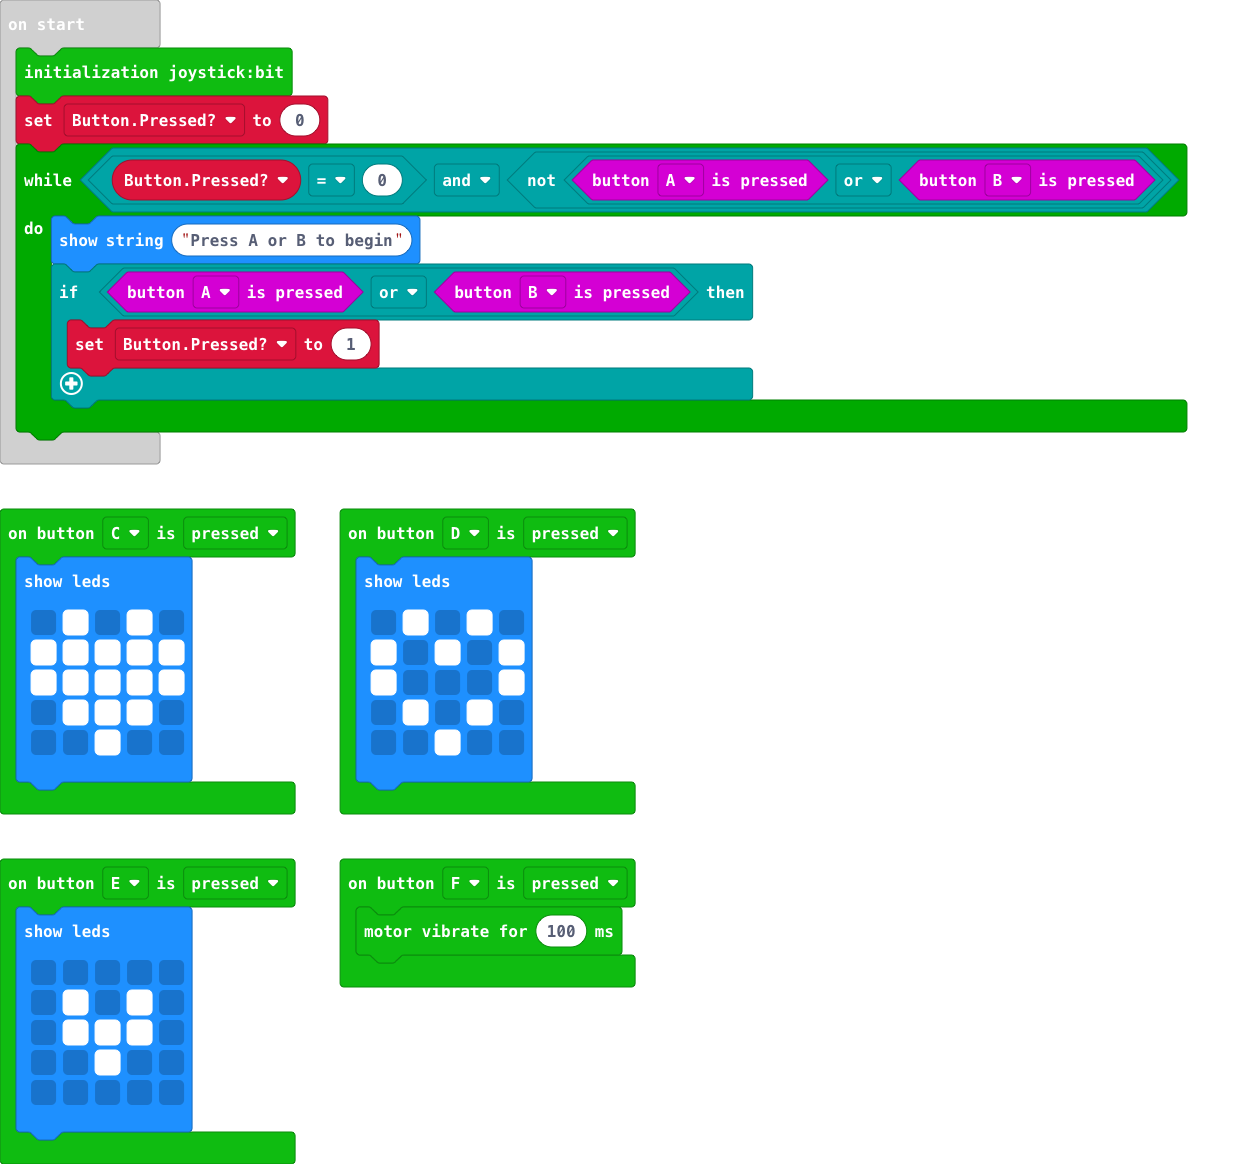 on start
initialization joystick:bit
set Button.Pressed? to 0
while Button.Pressed? = 0 and not button A is pressed or button B is pressed
do
show string "Press A or B to begin"
if button A is pressed or button B is pressed then
set Button.Pressed? to 1
on button C is pressed
show leds
on button D is pressed
show leds
on button E is pressed
show leds
on button F is pressed
motor vibrate for 100 ms